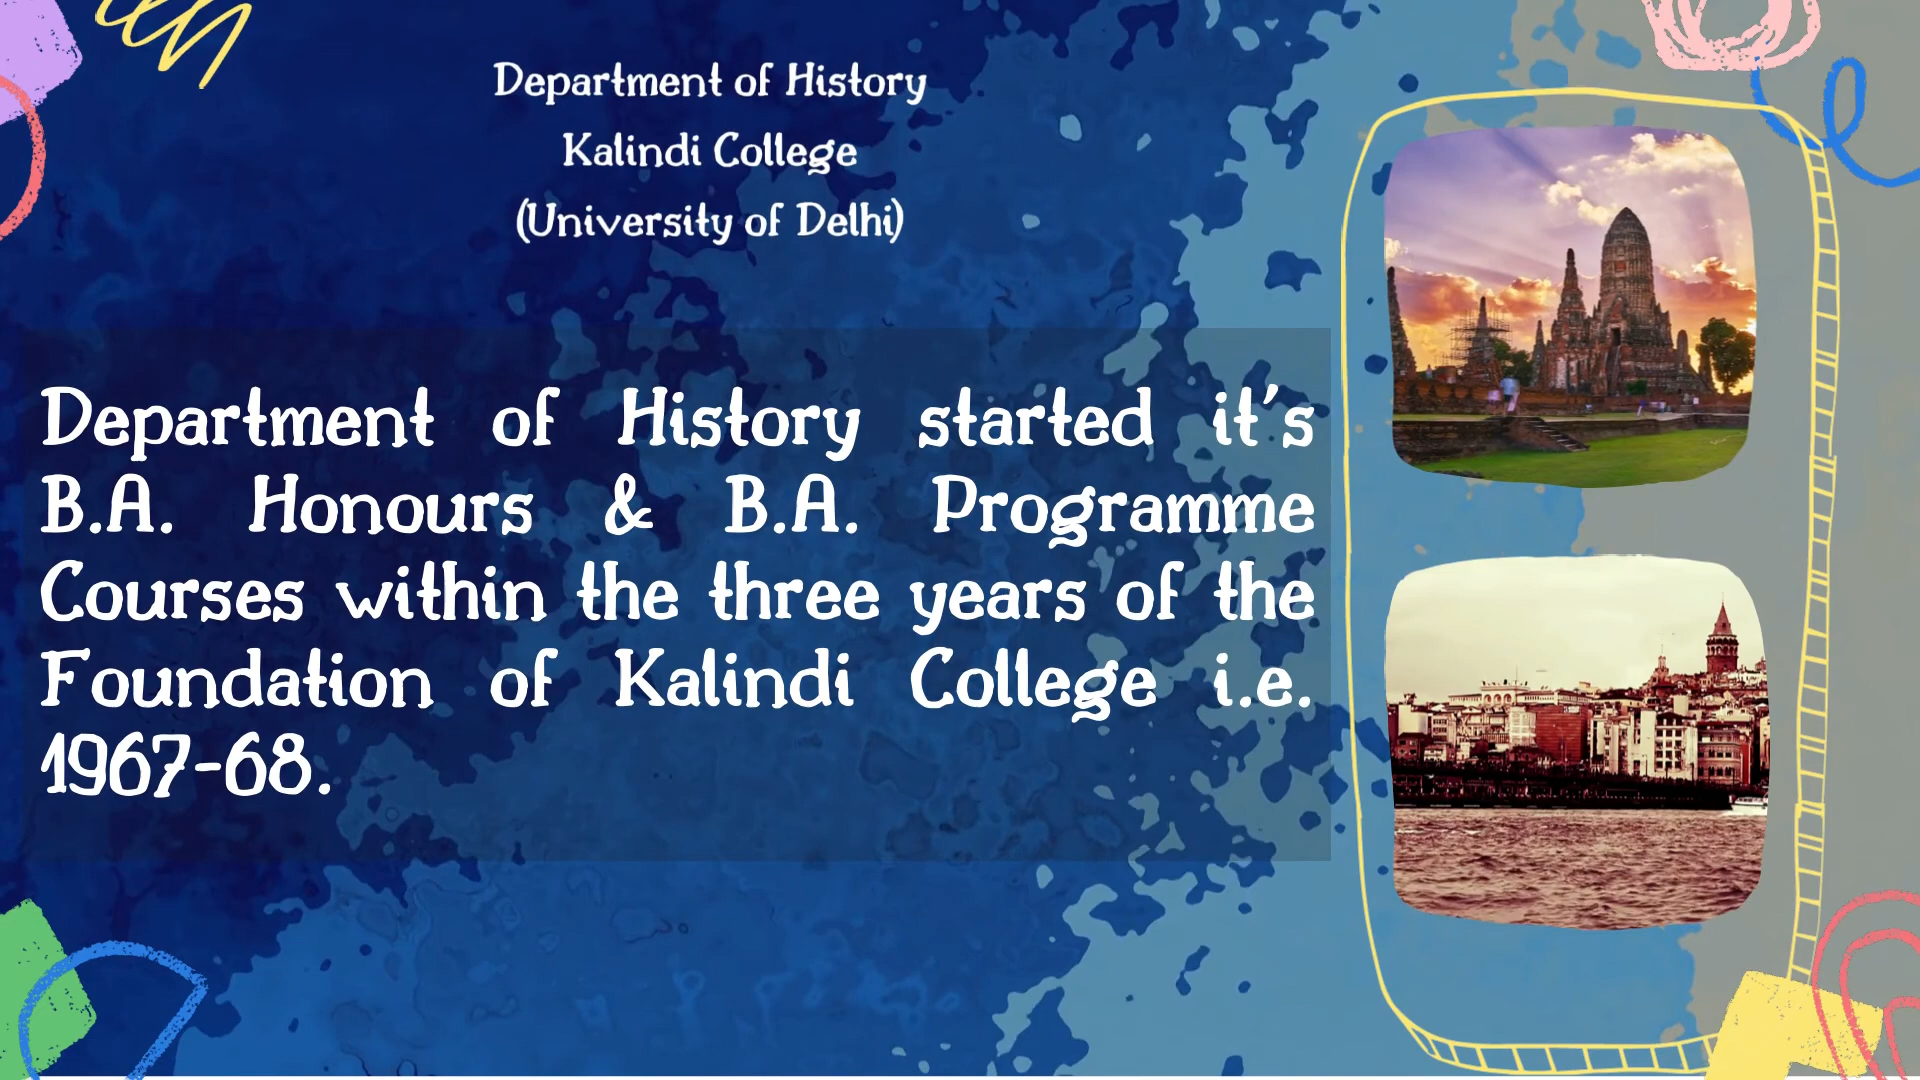 Department of History
Kalindi College
(University of Delhi)
Department of History started it's
B.A. Honours & B.A. Programme
Courses within the three years of the
Foundation of Kalindi College i.e.
1967-68.